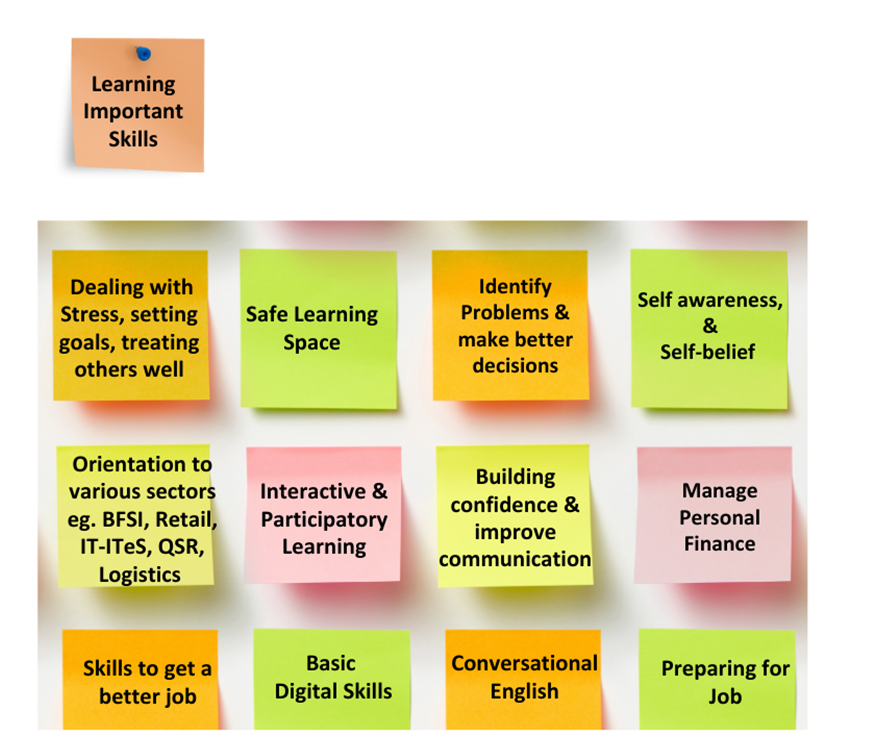 Learning
Important
Skills
Dealing with
Stress, setting
goals, treating
others well
Safe Learning
Space
Identify
Problems &
make better
decisions
Self awareness,
&
Self-belief
Orientation to
various sectors
eg. BFSI, Retail,
IT-ITeS, QSR,
Logistics
Interactive &
Participatory
Learning
Building
confidence &
improve
communication
Manage
Personal
Finance
Skills to get a
better job
Basic
Digital Skills
Conversational
English
Preparing for
Job